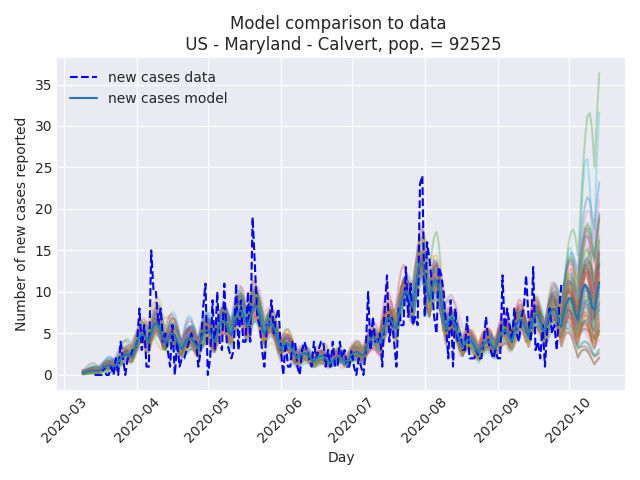 Model comparison to data
US - Maryland - Calvert, pop. = 92525
new cases data
new cases model
Number of new cases reported
35
30
25
20
15
10
5
0
2020-03
2020-04
2020-05
2020-06
2020-07
2020-08
2020-09
2020-10
Day